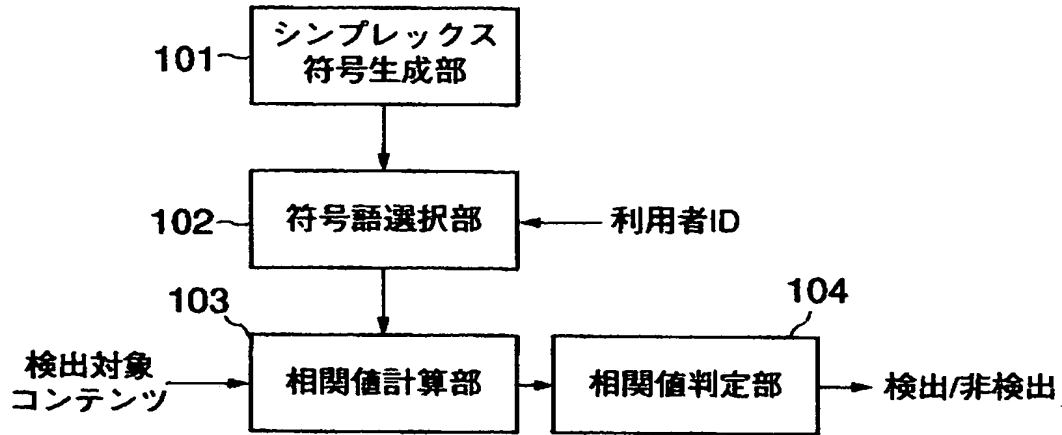 シンプレックス
符号生成部
101
102
符号語選択部
利用者ID
103
104
検出対象
コンテンツ
相関値計算部
相関値判定部
検出/非検出